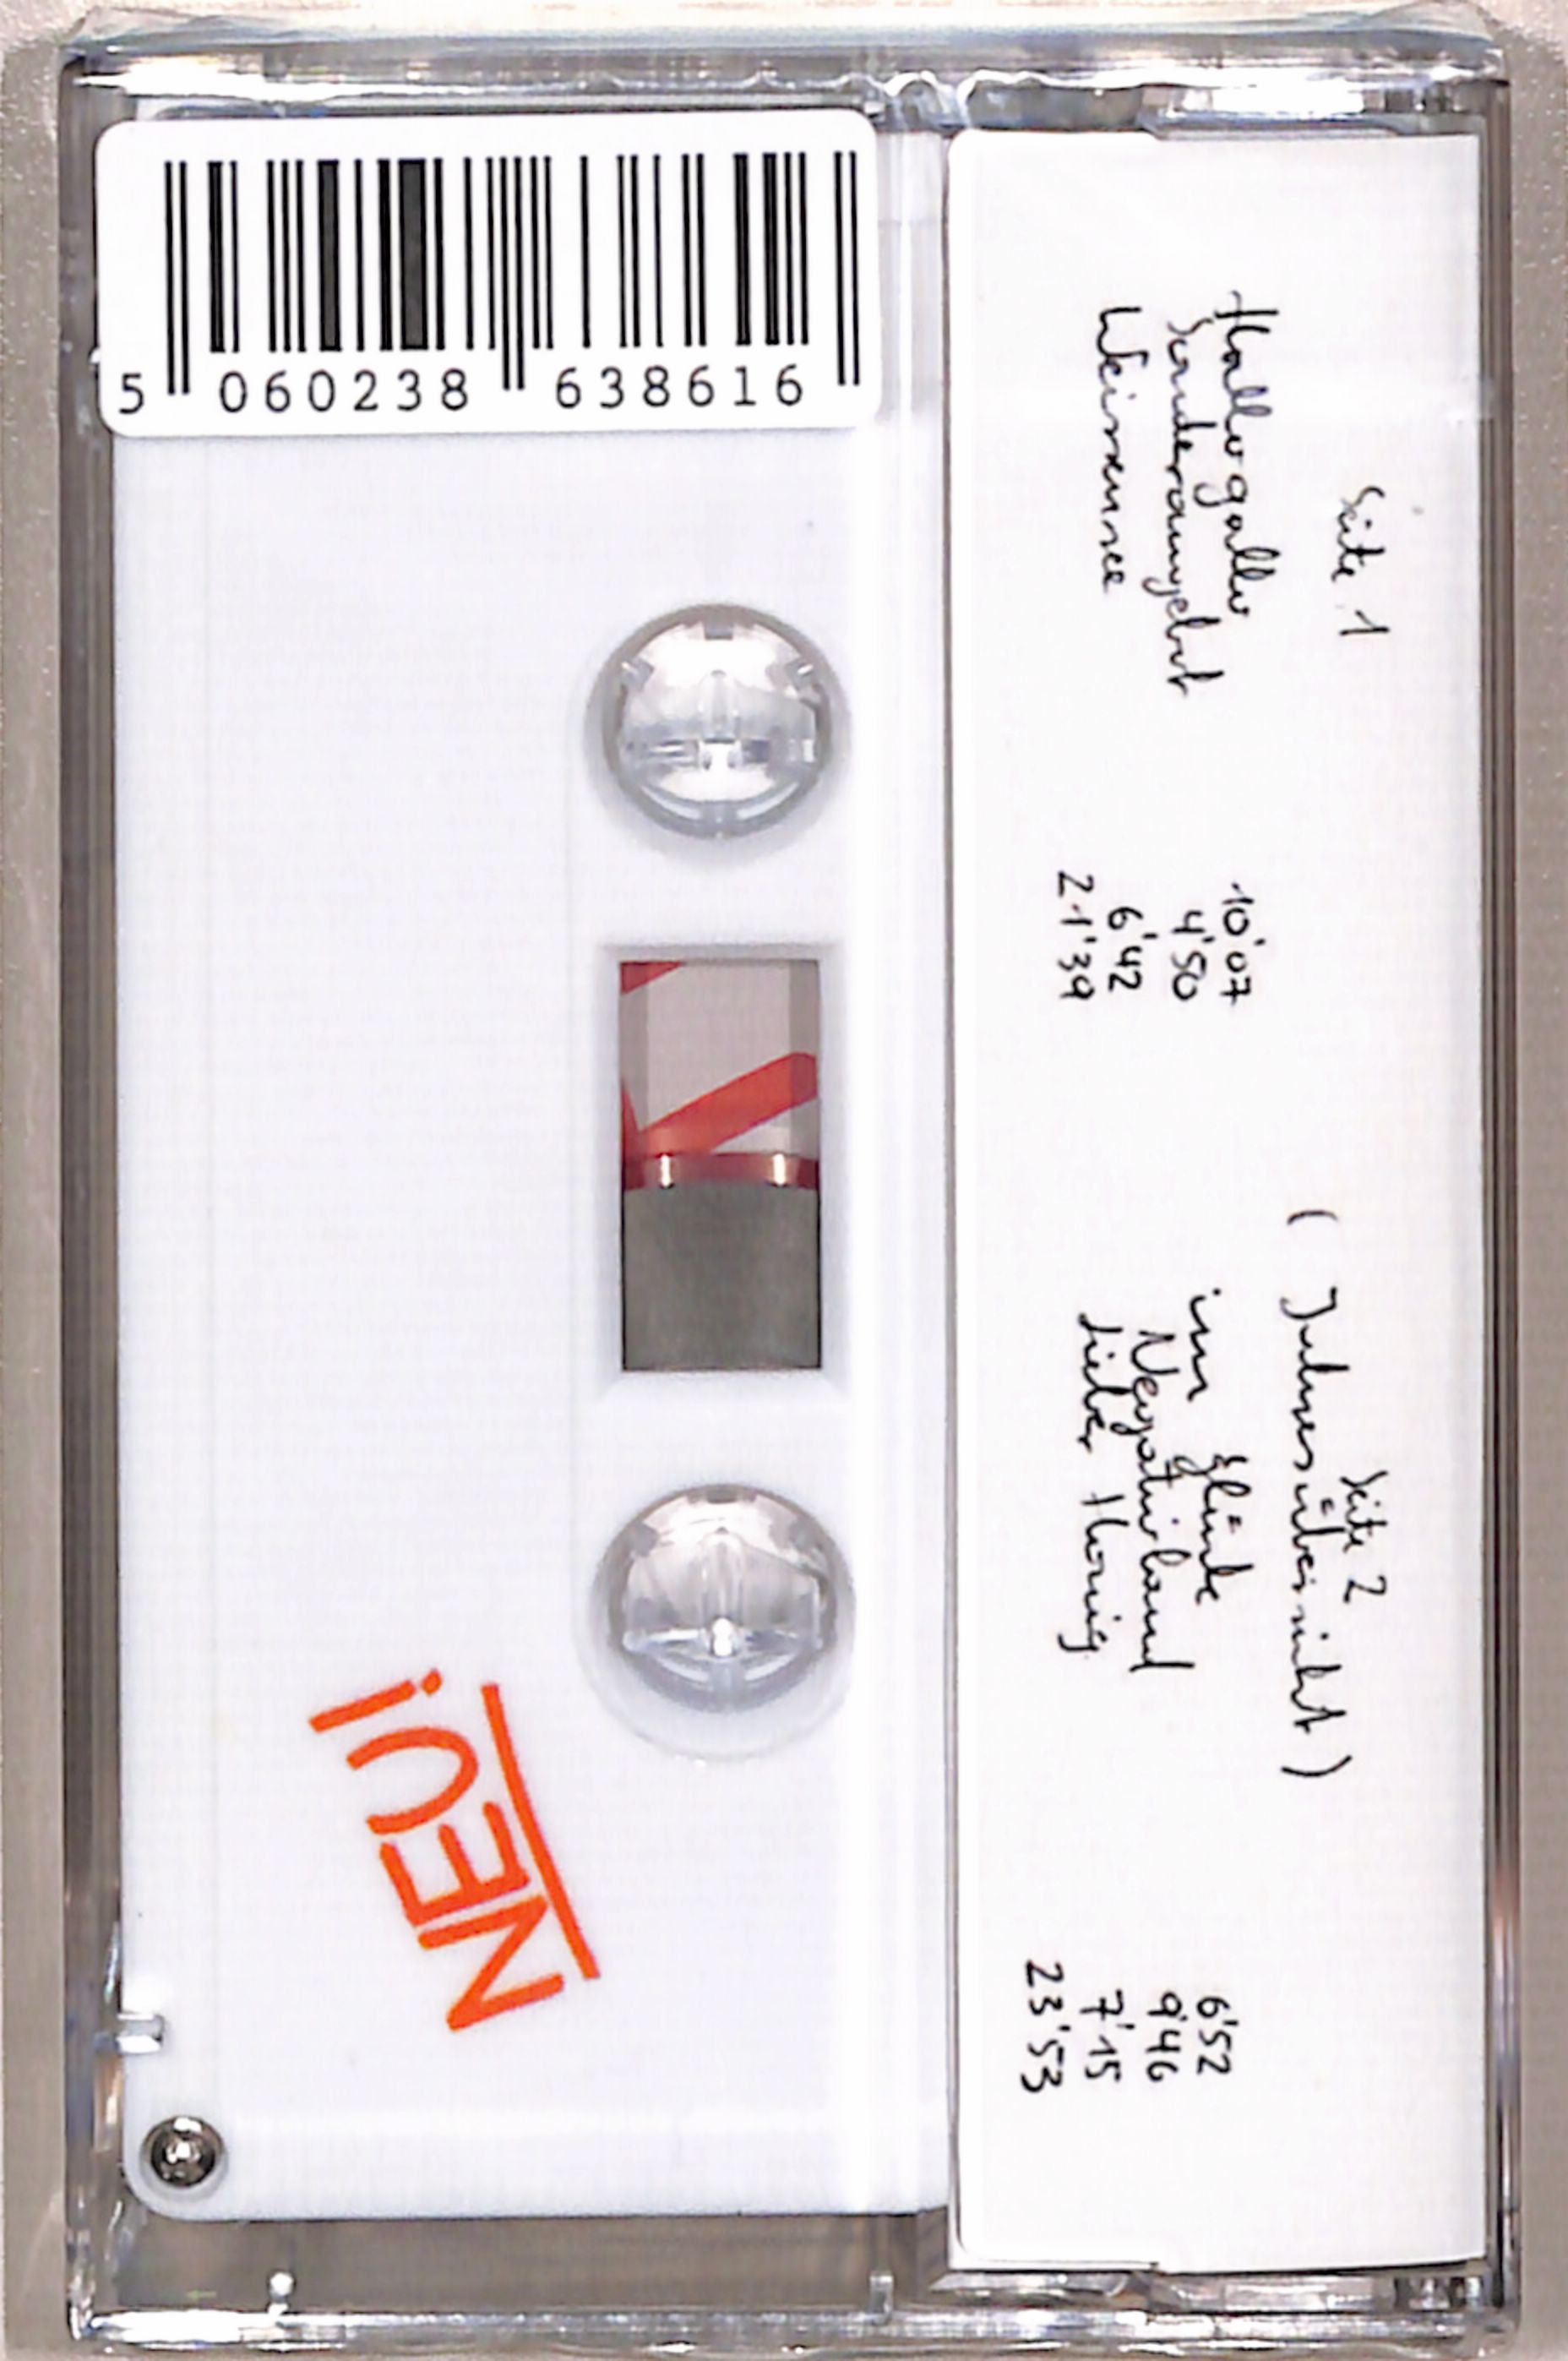 5 060238 638616
Seite 1
Hallogallo 10'07
Sonderangebot 4'50
Weissensee 6'42
21'39
Seite 2
( Jahresübersicht )
im Glück 6'52
Negativland 9'46
Lieber Honig 7'15
23'53
NEU!